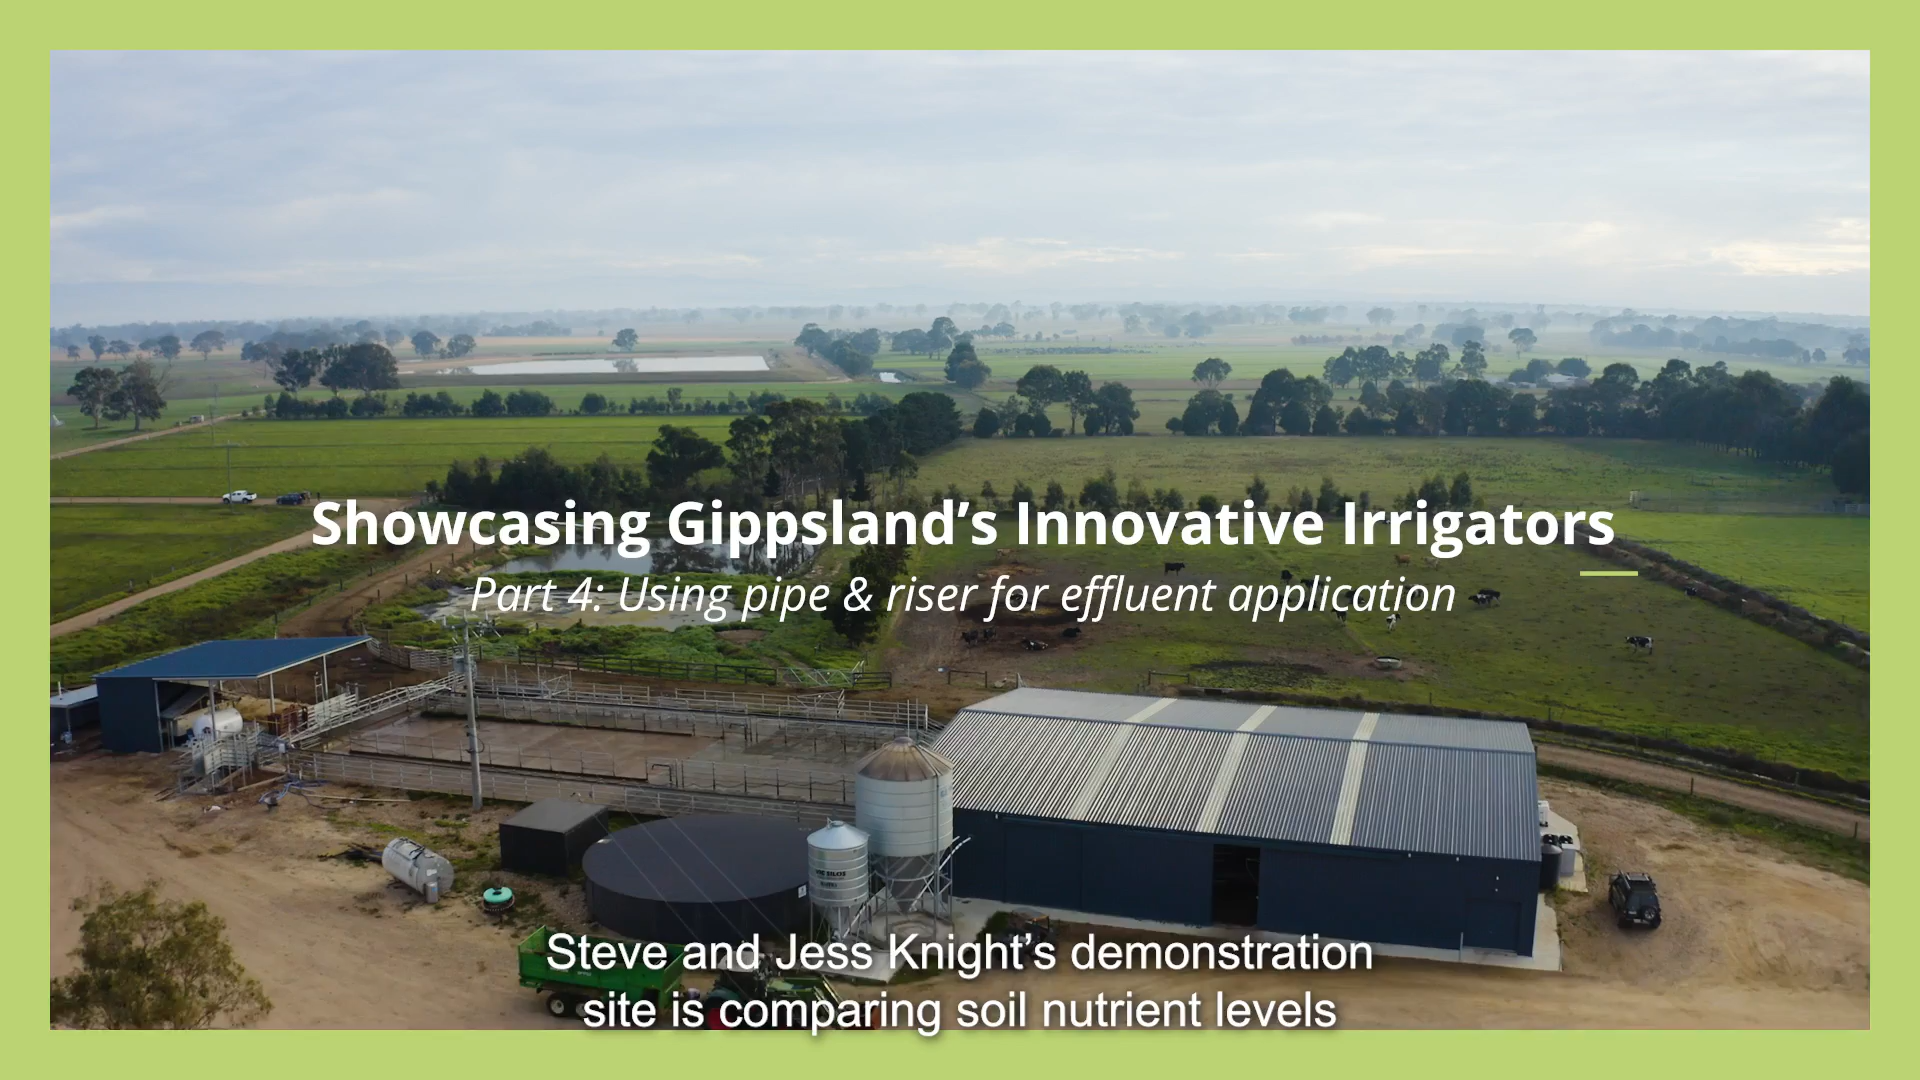 Showcasing Gippsland’s Innovative Irrigators
Part 4: Using pipe & riser for effluent application
Steve and Jess Knight’s demonstration
site is comparing soil nutrient levels